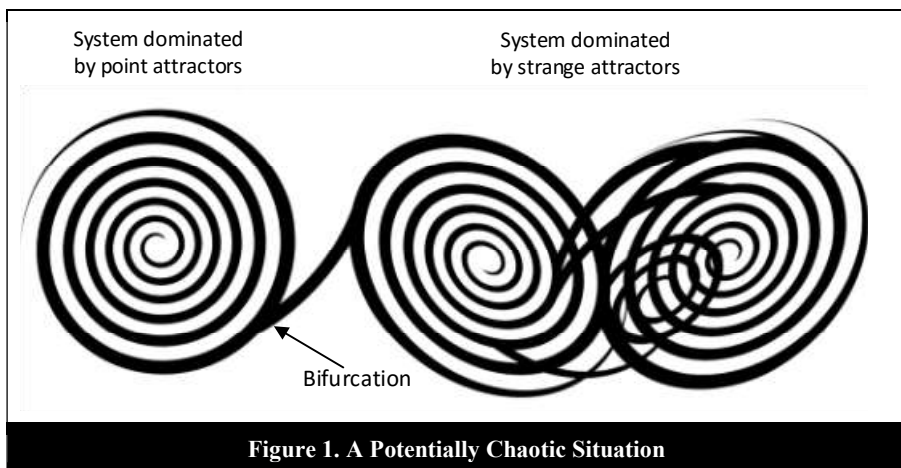 System dominated
by point attractors
System dominated
by strange attractors
Bifurcation
Figure 1. A Potentially Chaotic Situation